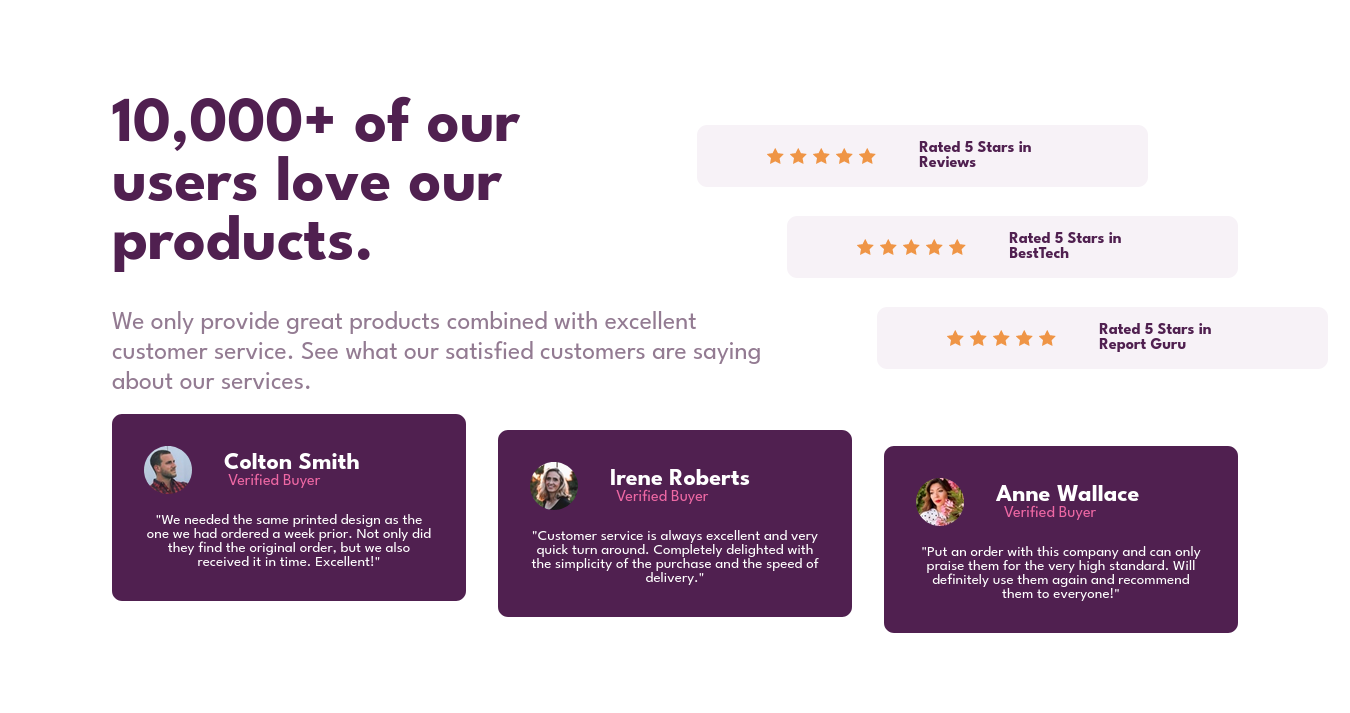 10,000+ of our
users love our
products.
We only provide great products combined with excellent
customer service. See what our satisfied customers are saying
about our services.
Rated 5 Stars in
Reviews
Rated 5 Stars in
BestTech
Rated 5 Stars in
Report Guru
Colton Smith
Verified Buyer
"We needed the same printed design as the
one we had ordered a week prior. Not only did
they find the original order, but we also
received it in time. Excellent!"
Irene Roberts
Verified Buyer
"Customer service is always excellent and very
quick turn around. Completely delighted with
the simplicity of the purchase and the speed of
delivery."
Anne Wallace
Verified Buyer
"Put an order with this company and can only
praise them for the very high standard. Will
definitely use them again and recommend
them to everyone!"